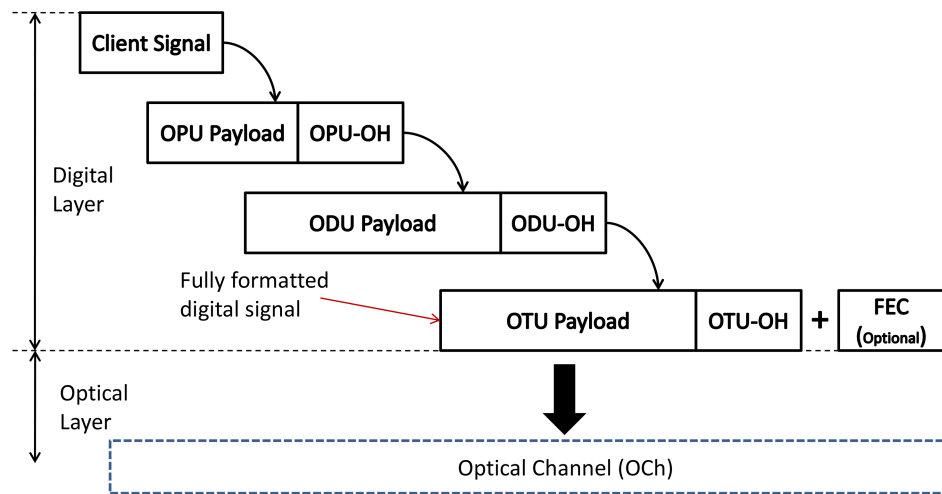 Client Signal
OPU Payload OPU-OH
Digital
Layer
ODU Payload ODU-OH
Fully formatted
digital signal
OTU Payload OTU-OH + FEC
(Optional)
Optical
Layer
Optical Channel (OCh)